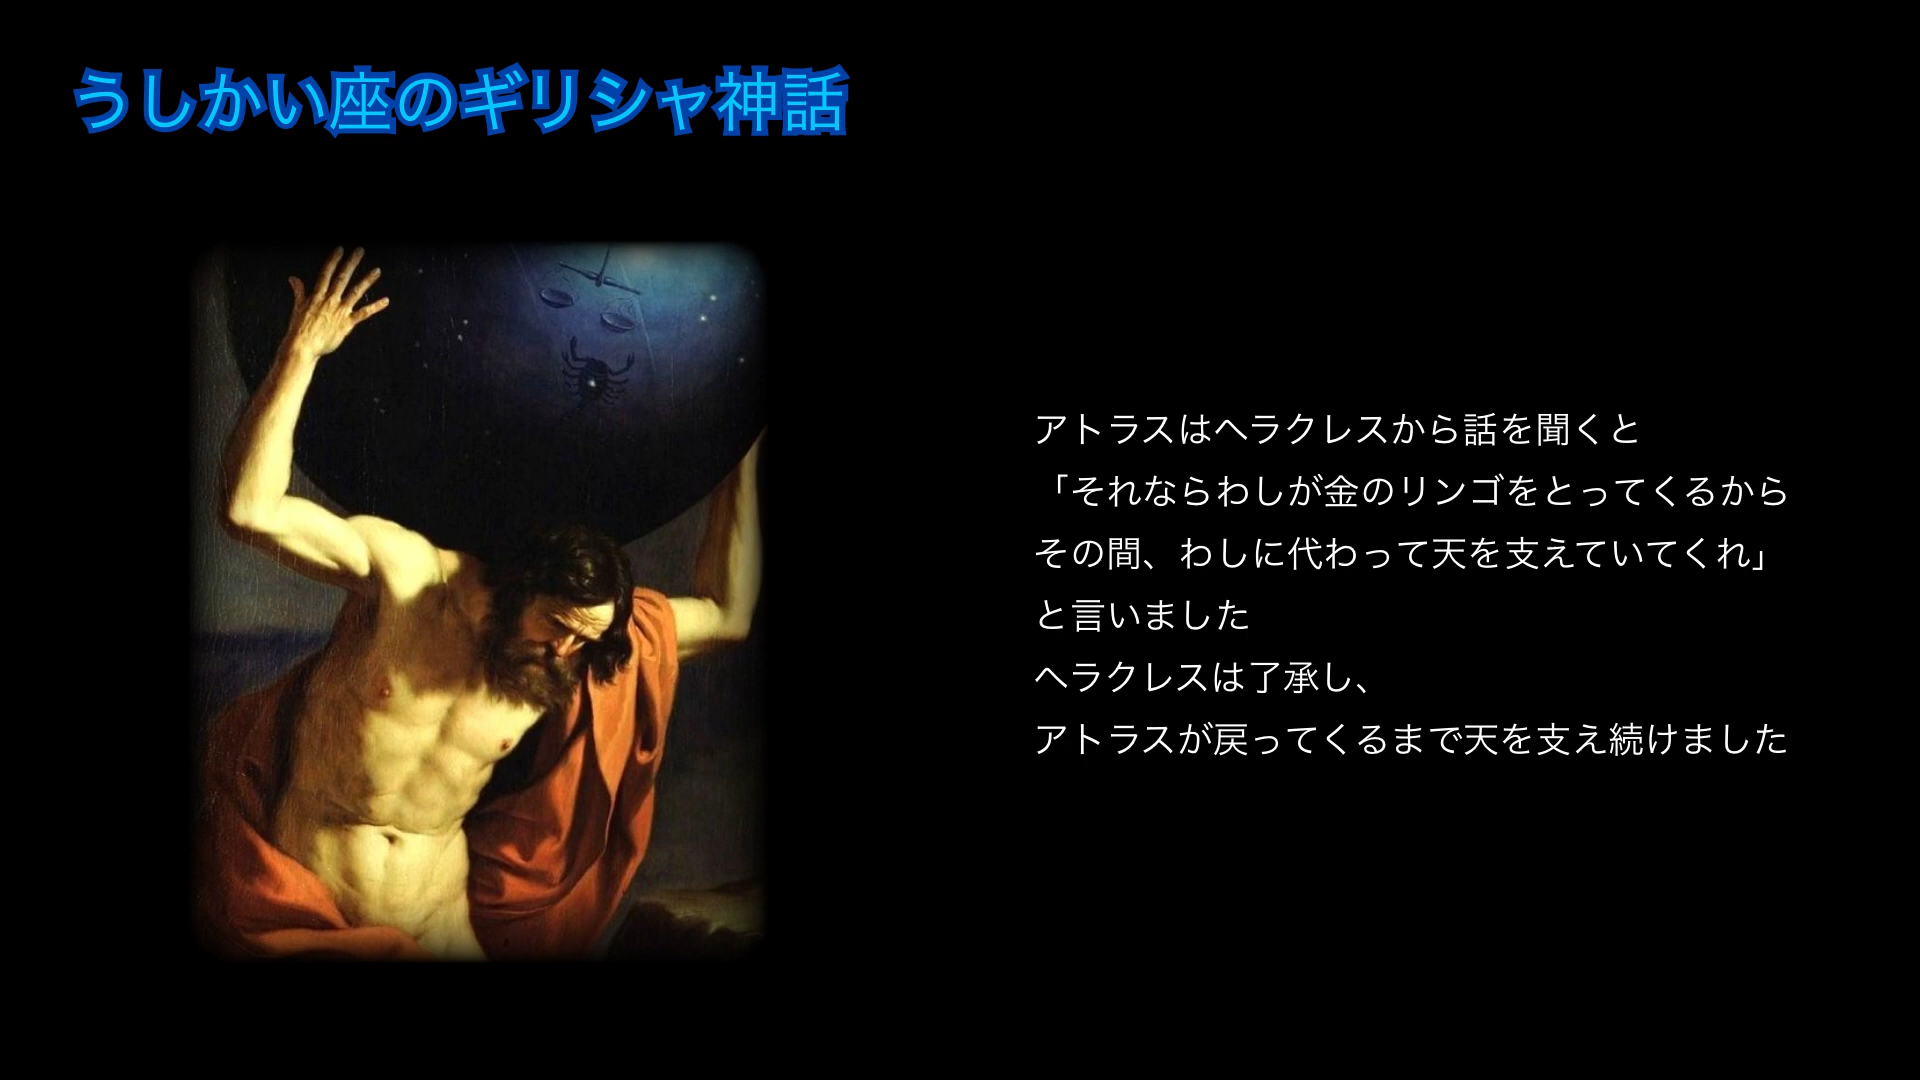 うしかい座のギリシャ神話
アトラスはヘラクレスから話を聞くと
「それならわしが金のリンゴをとってくるから
その間、わしに代わって天を支えていてくれ」
と言いました
ヘラクレスは了承し、
アトラスが戻ってくるまで天を支え続けました